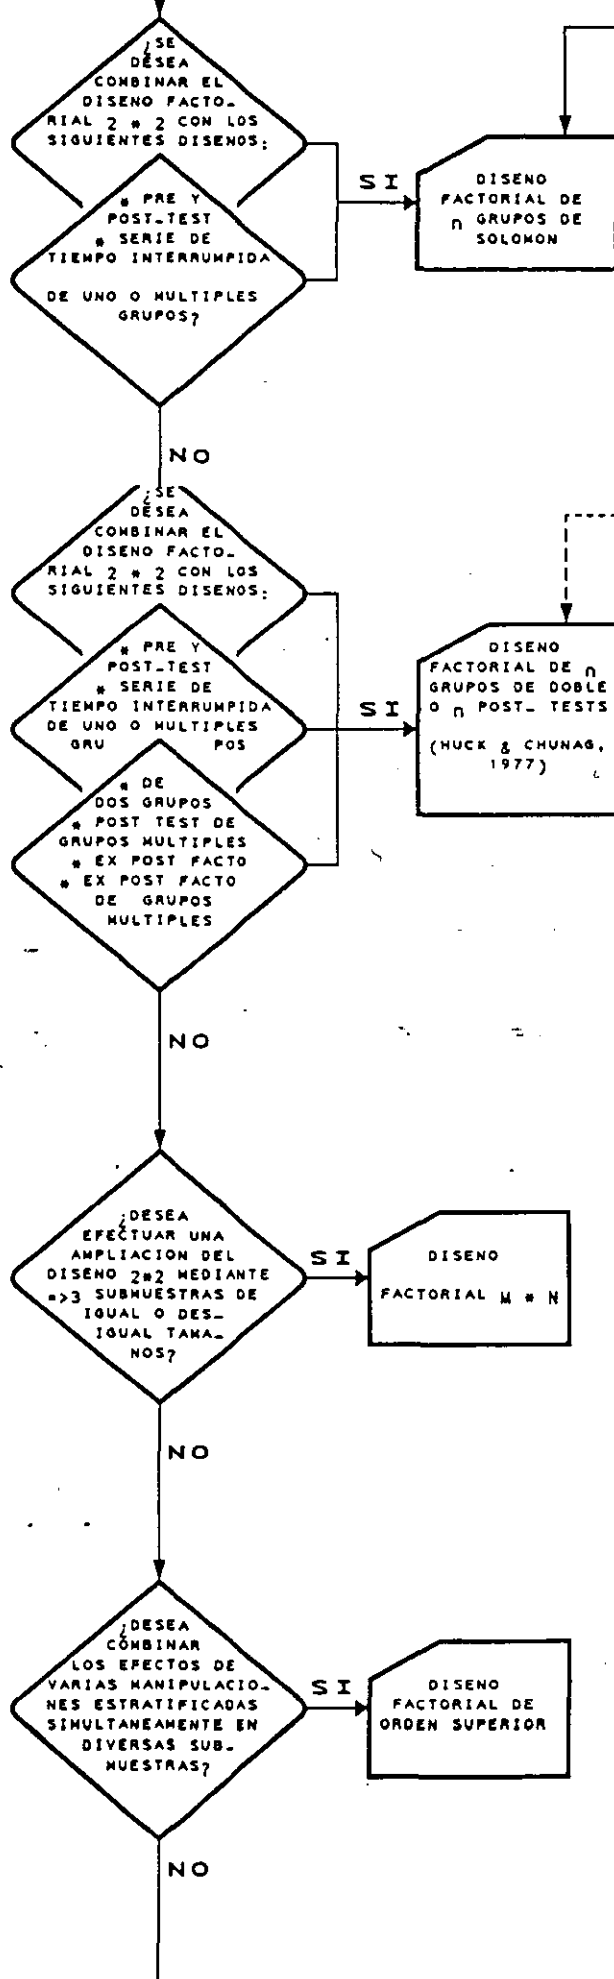 ¿SE
DESEA
COMBINAR EL
DISENO FACTO_
RIAL 2 * 2 CON LOS
SIGUIENTES DISENOS:
* PRE Y
POST_TEST
* SERIE DE
TIEMPO INTERRUMPIDA
DE UNO O MULTIPLES
GRUPOS?
SI
DISENO
FACTORIAL DE
n GRUPOS DE
SOLOMON
NO
¿SE
DESEA
COMBINAR EL
DISENO FACTO_
RIAL 2 * 2 CON LOS
SIGUIENTES DISENOS:
* PRE Y
POST_TEST
* SERIE DE
TIEMPO INTERRUMPIDA
DE UNO O MULTIPLES
GRU POS
* DE
DOS GRUPOS
* POST TEST DE
GRUPOS MULTIPLES
* EX POST FACTO
* EX POST FACTO
DE GRUPOS
MULTIPLES
SI
DISENO
FACTORIAL DE n
GRUPOS DE DOBLE
O n POST_ TESTS
(HUCK & CHUNAG,
1977)
NO
¿DESEA
EFECTUAR UNA
AMPLIACION DEL
DISENO 2*2 MEDIANTE
=>3 SUBMUESTRAS DE
IGUAL O DES_
IGUAL TAMA_
NOS?
SI
DISENO
FACTORIAL M * N
NO
¿DESEA
COMBINAR
LOS EFECTOS DE
VARIAS MANIPULACIO_
NES ESTRATIFICADAS
SIMULTANEAMENTE EN
DIVERSAS SUB_
MUESTRAS?
SI
DISENO
FACTORIAL DE
ORDEN SUPERIOR
NO